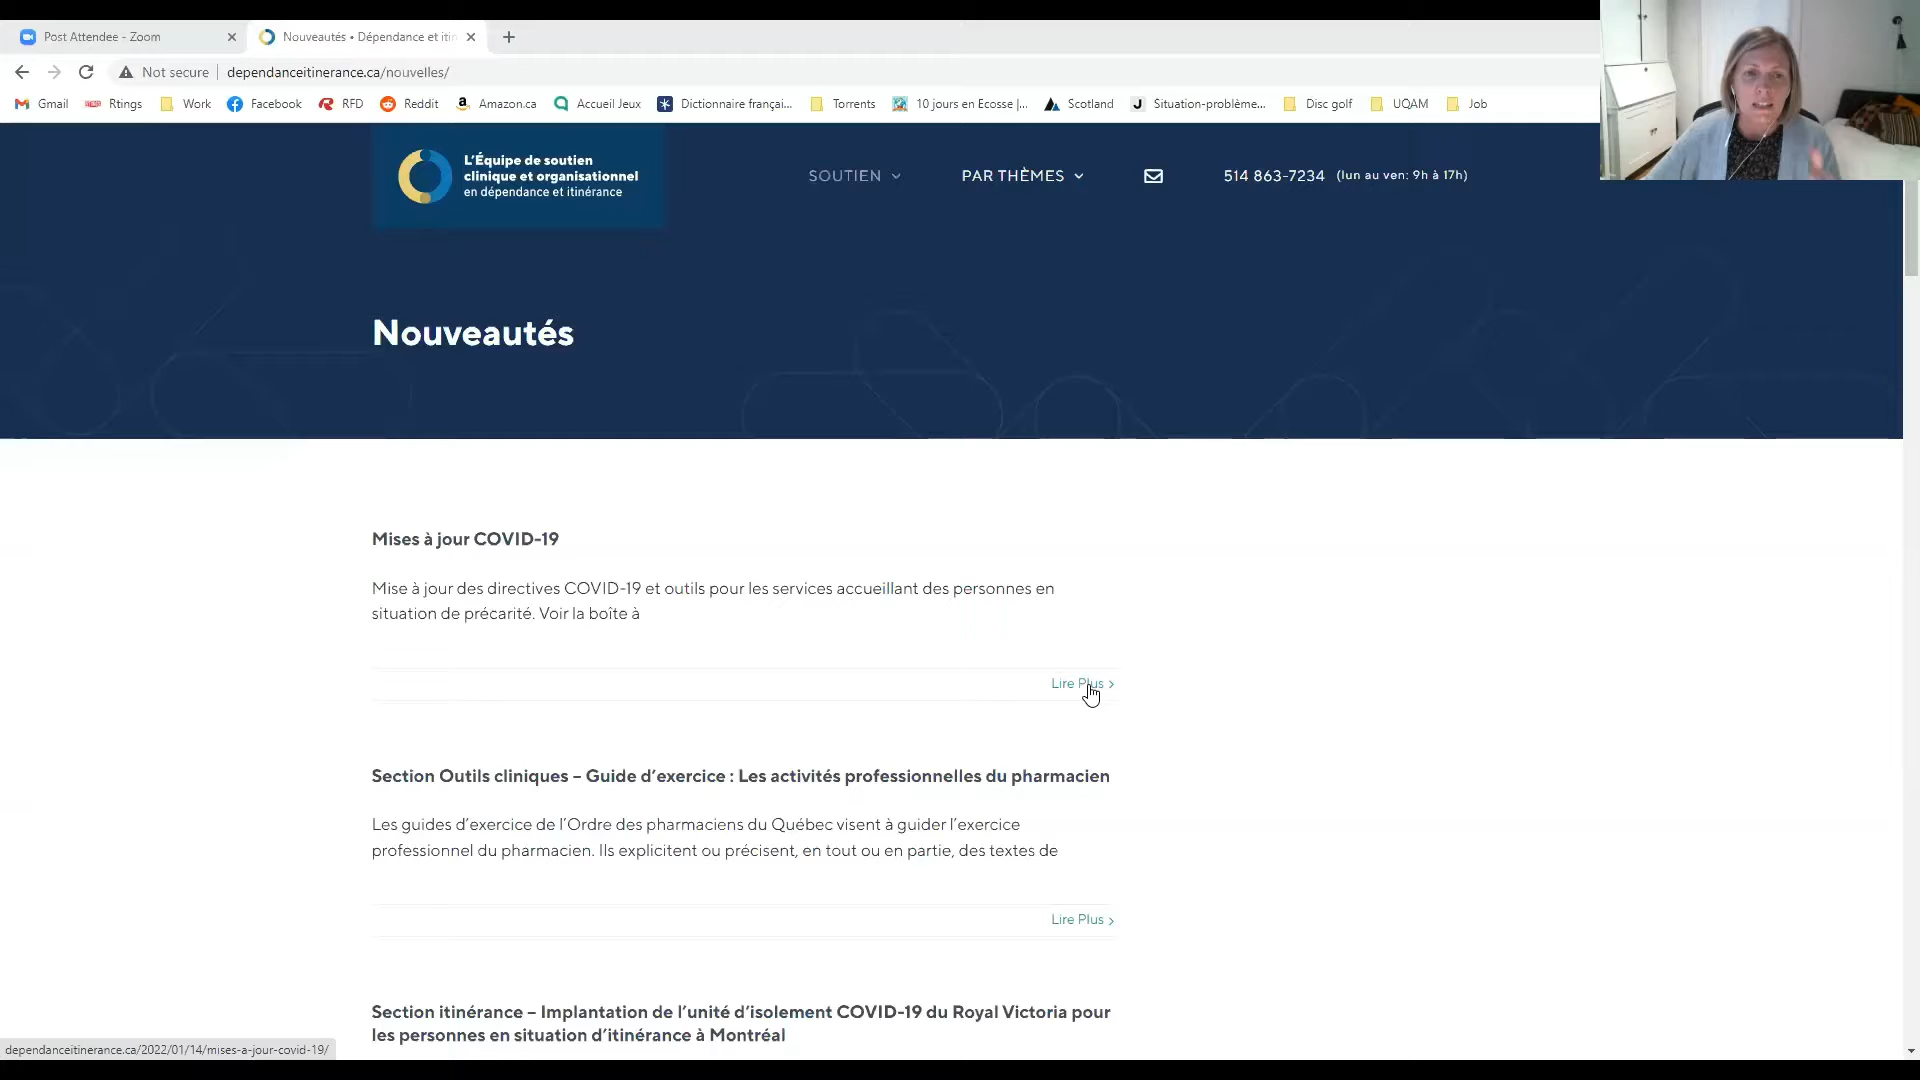 Post Attendee - Zoom
Nouveautés • Dépendance et itin
Not secure
dependanceitinerance.ca/nouvelles/
Gmail
Rtings
Work
Facebook
RFD
Reddit
Amazon.ca
Accueil Jeux
Dictionnaire françai...
Torrents
10 jours en Ecosse |...
Scotland
Situation-problème...
Disc golf
UQAM
Job
L'Équipe de soutien
clinique et organisationnel
en dépendance et itinérance
SOUTIEN
PAR THÈMES
514 863-7234 (lun au ven: 9h à 17h)
Nouveautés
Mises à jour COVID-19
Mise à jour des directives COVID-19 et outils pour les services accueillant des personnes en
situation de précarité. Voir la boîte à
Lire Plus >
Section Outils cliniques – Guide d'exercice : Les activités professionnelles du pharmacien
Les guides d'exercice de l'Ordre des pharmaciens du Québec visent à guider l'exercice
professionnel du pharmacien. Ils explicitent ou précisent, en tout ou en partie, des textes de
Lire Plus >
Section itinérance – Implantation de l'unité d'isolement COVID-19 du Royal Victoria pour
les personnes en situation d'itinérance à Montréal
dependanceitinerance.ca/2022/01/14/mises-a-jour-covid-19/